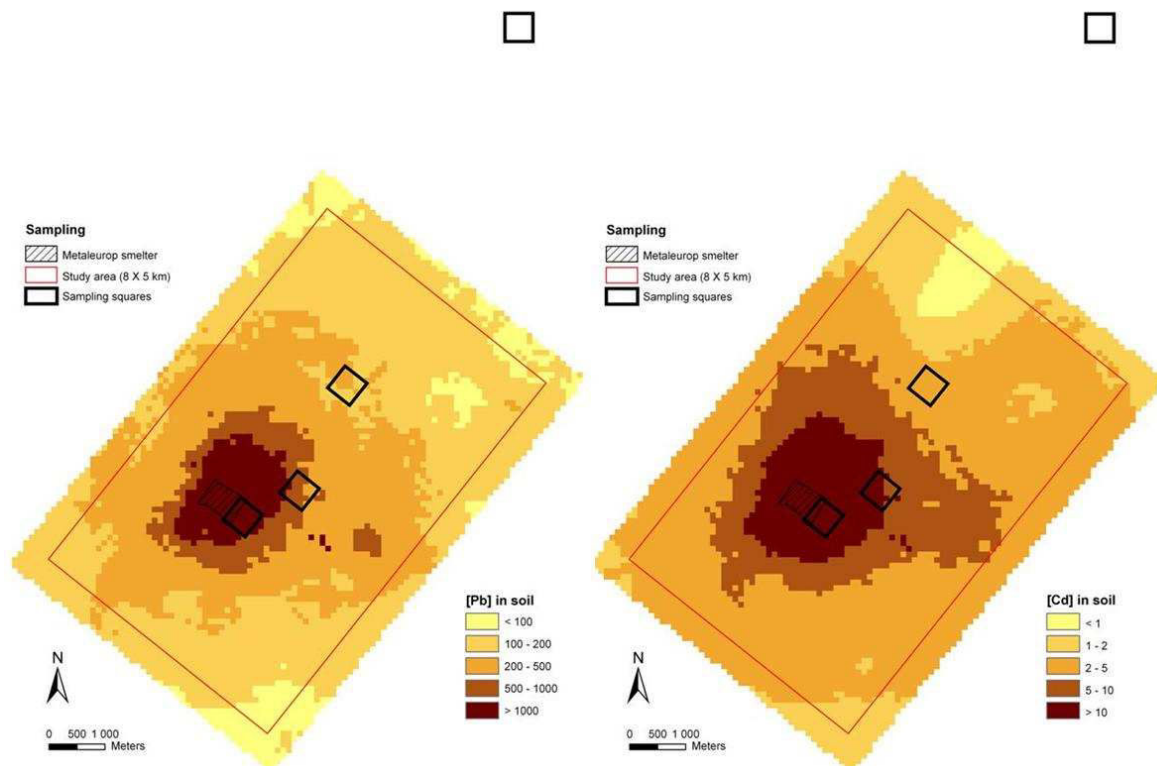 Sampling
Metaleurop smelter
Study area (8 X 5 km)
Sampling squares
[Pb] in soil
< 100
100 - 200
200 - 500
500 - 1000
> 1000
N
0 500 1 000
Meters
Sampling
Metaleurop smelter
Study area (8 X 5 km)
Sampling squares
[Cd] in soil
< 1
1 - 2
2 - 5
5 - 10
> 10
N
0 500 1 000
Meters